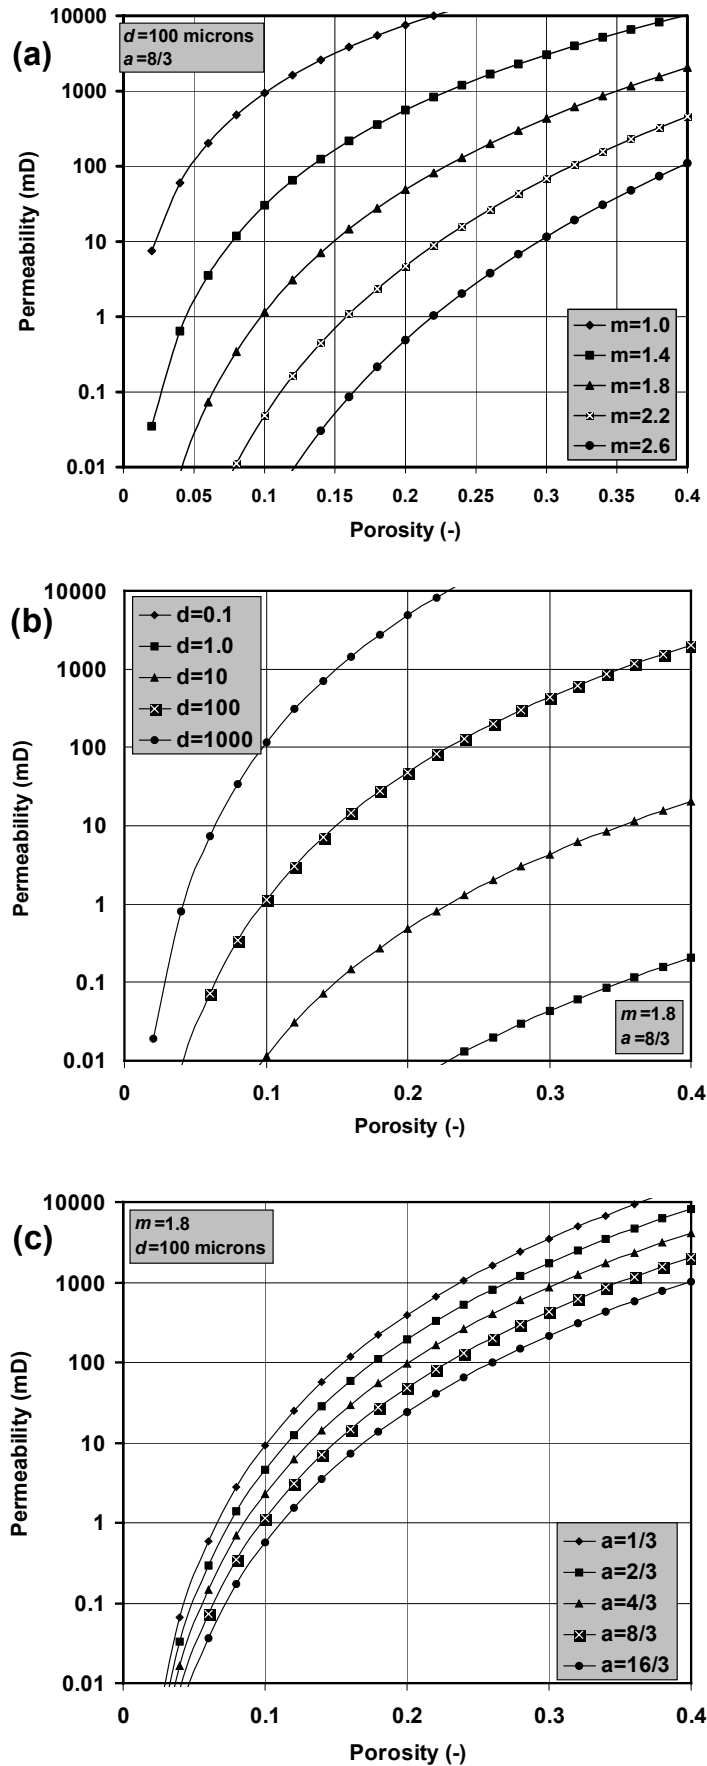 (a)
d=100 microns
a=8/3
10000
1000
100
10
1
0.1
0.01
Permeability (mD)
m=1.0
m=1.4
m=1.8
m=2.2
m=2.6
0 0.05 0.1 0.15 0.2 0.25 0.3 0.35 0.4
Porosity (-)
(b)
d=0.1
d=1.0
d=10
d=100
d=1000
10000
1000
100
10
1
0.1
0.01
Permeability (mD)
m=1.8
a=8/3
0 0.1 0.2 0.3 0.4
Porosity (-)
(c)
m=1.8
d=100 microns
10000
1000
100
10
1
0.1
0.01
Permeability (mD)
a=1/3
a=2/3
a=4/3
a=8/3
a=16/3
0 0.1 0.2 0.3 0.4
Porosity (-)